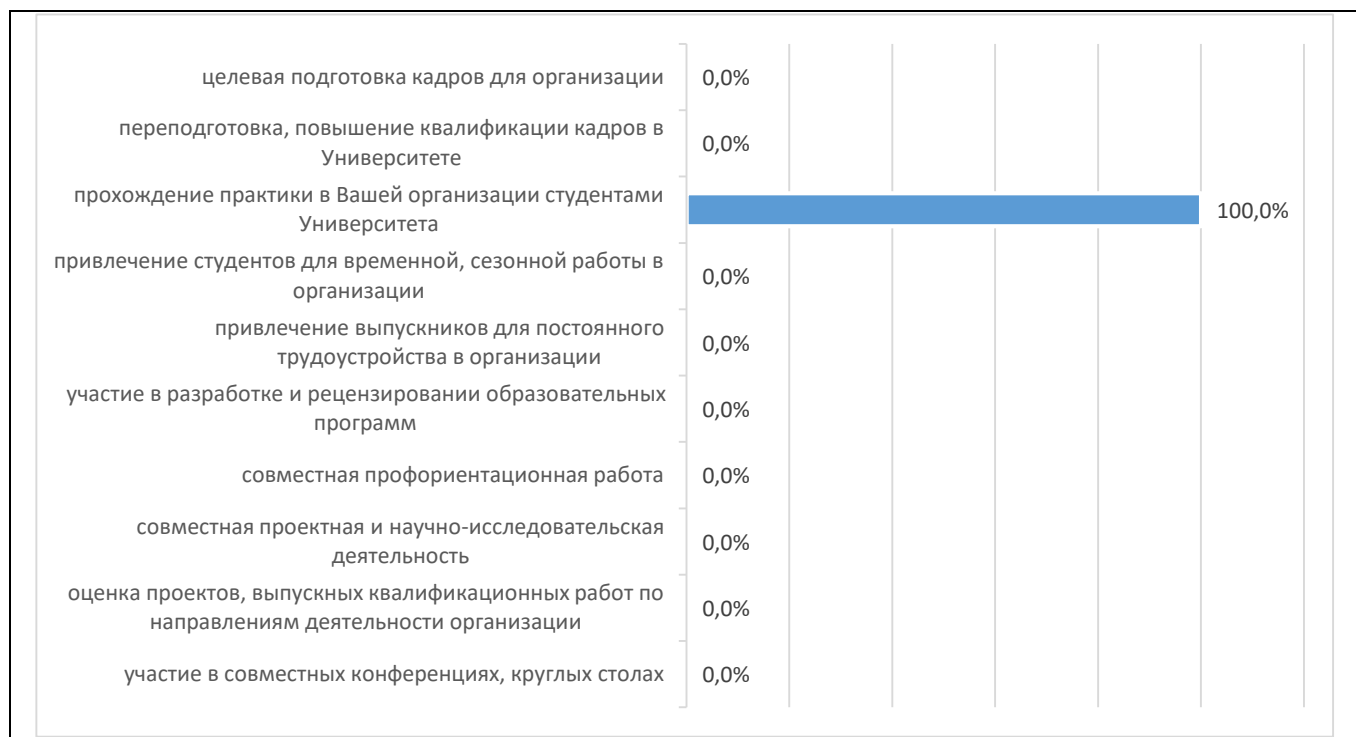 целевая подготовка кадров для организации
0,0%
переподготовка, повышение квалификации кадров в
Университете
0,0%
прохождение практики в Вашей организации студентами
Университета
100,0%
привлечение студентов для временной, сезонной работы в
организации
0,0%
привлечение выпускников для постоянного
трудоустройства в организации
0,0%
участие в разработке и рецензировании образовательных
программ
0,0%
совместная профориентационная работа
0,0%
совместная проектная и научно-исследовательская
деятельность
0,0%
оценка проектов, выпускных квалификационных работ по
направлениям деятельности организации
0,0%
участие в совместных конференциях, круглых столах
0,0%